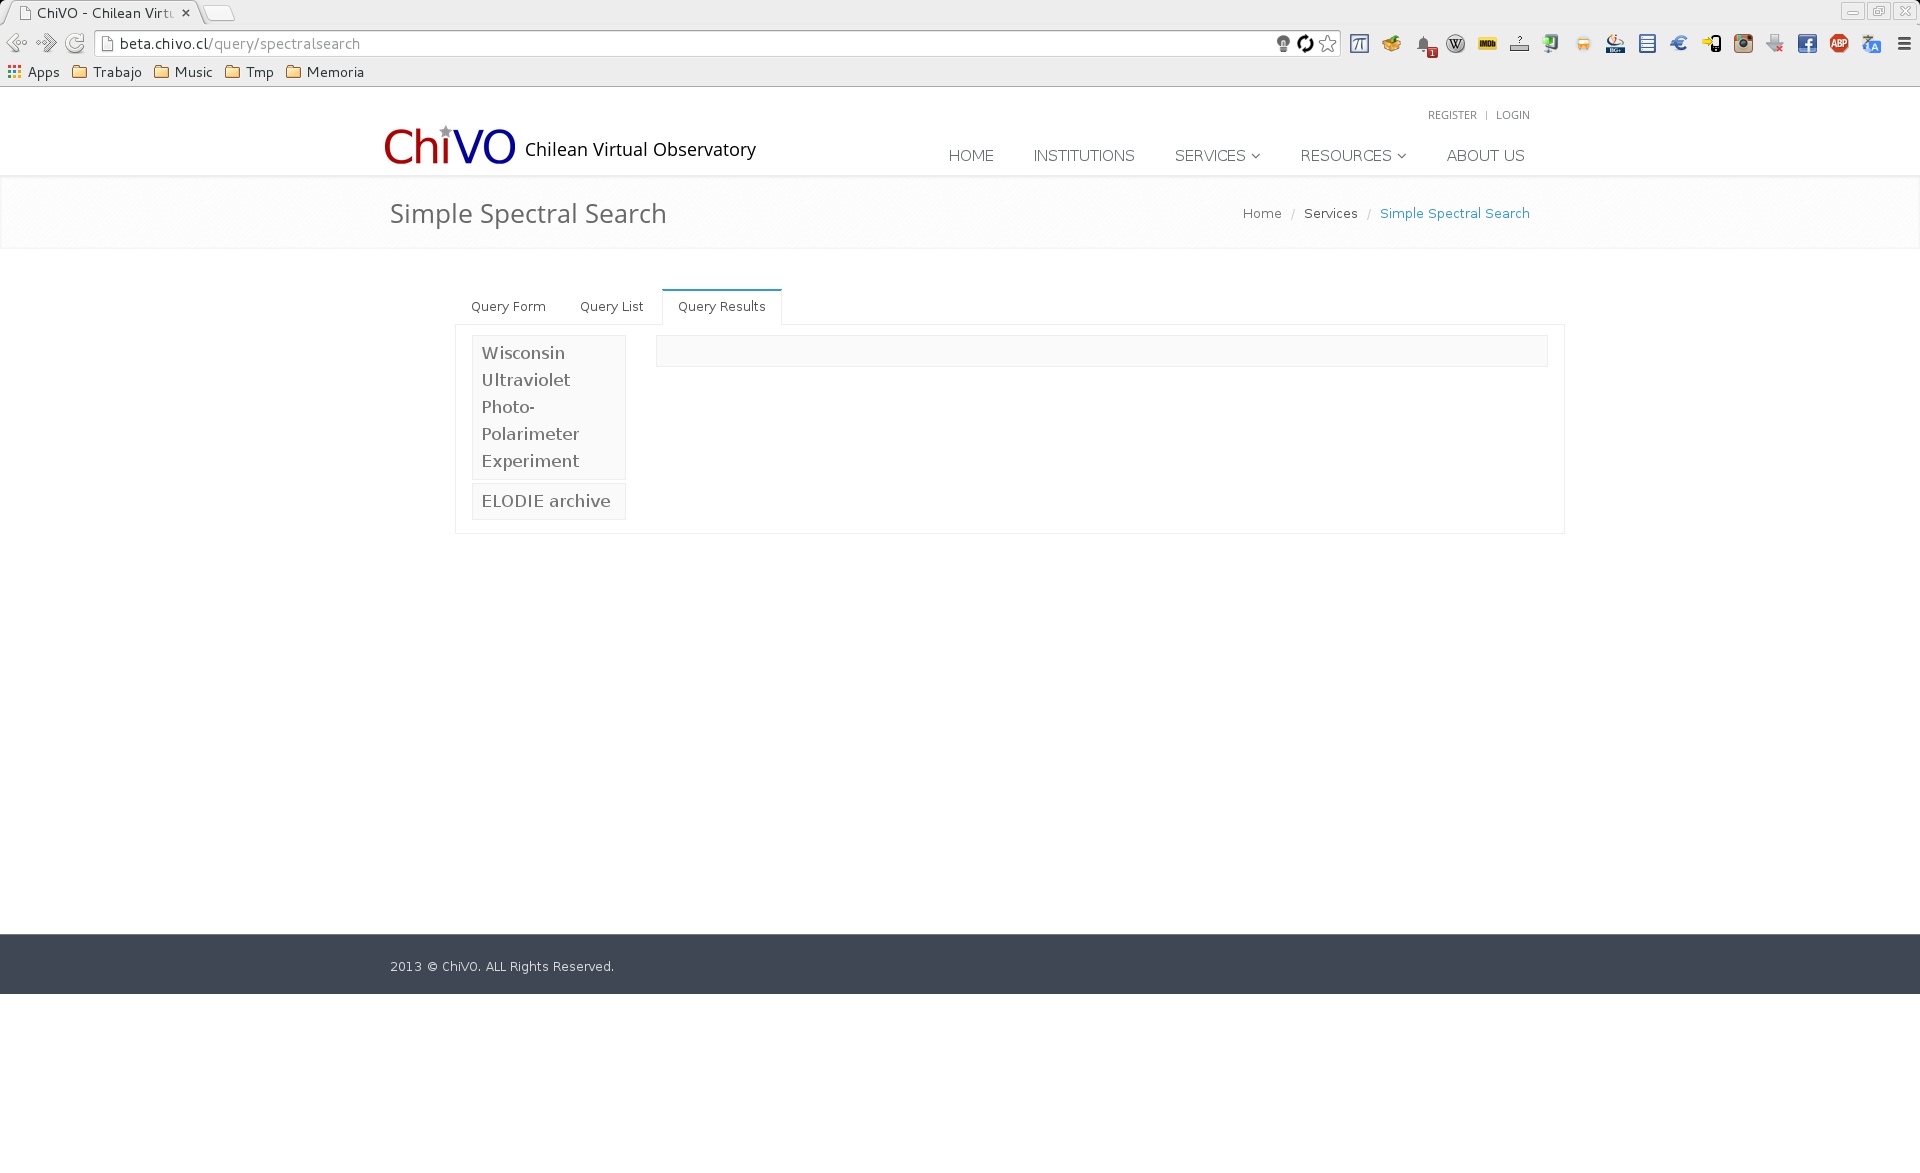 ChiVO - Chilean Virtu
beta.chivo.cl/query/spectralsearch
Apps Trabajo Music Tmp Memoria
REGISTER | LOGIN
ChiVO Chilean Virtual Observatory
HOME INSTITUTIONS SERVICES RESOURCES ABOUT US
Simple Spectral Search
Home / Services / Simple Spectral Search
Query Form Query List Query Results
Wisconsin
Ultraviolet
Photo-
Polarimeter
Experiment
ELODIE archive
2013 © ChiVO. ALL Rights Reserved.